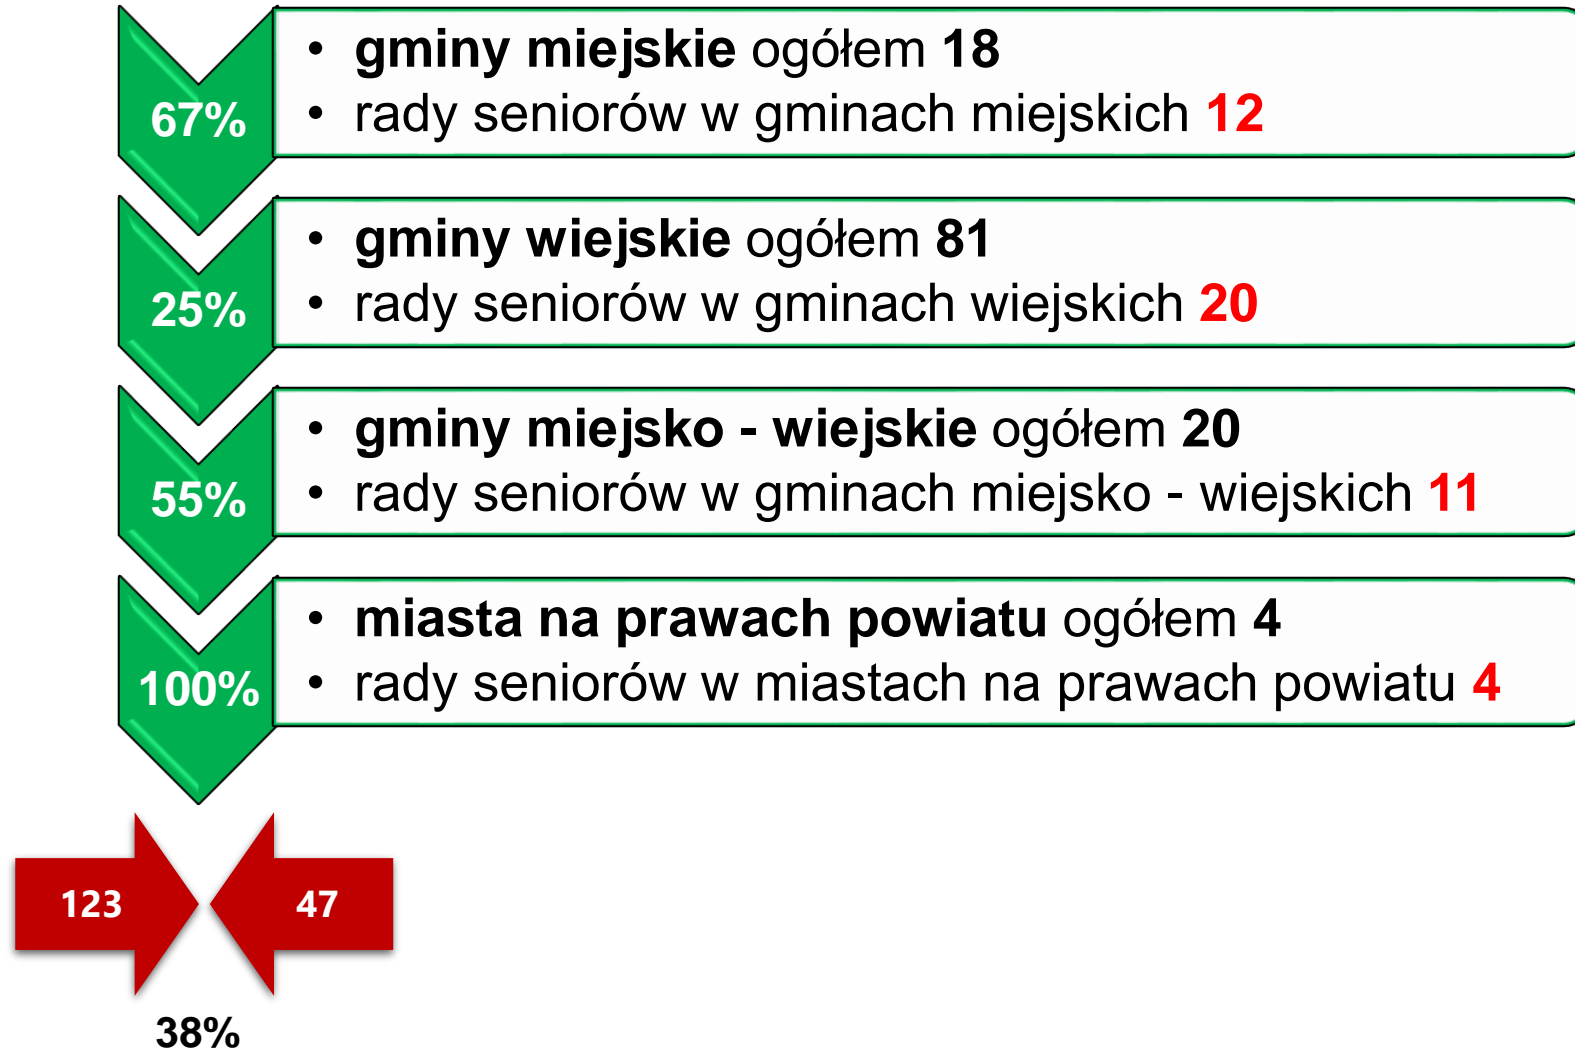 67%
• gminy miejskie ogółem 18
• rady seniorów w gminach miejskich 12
25%
• gminy wiejskie ogółem 81
• rady seniorów w gminach wiejskich 20
55%
• gminy miejsko - wiejskie ogółem 20
• rady seniorów w gminach miejsko - wiejskich 11
100%
• miasta na prawach powiatu ogółem 4
• rady seniorów w miastach na prawach powiatu 4
123
47
38%